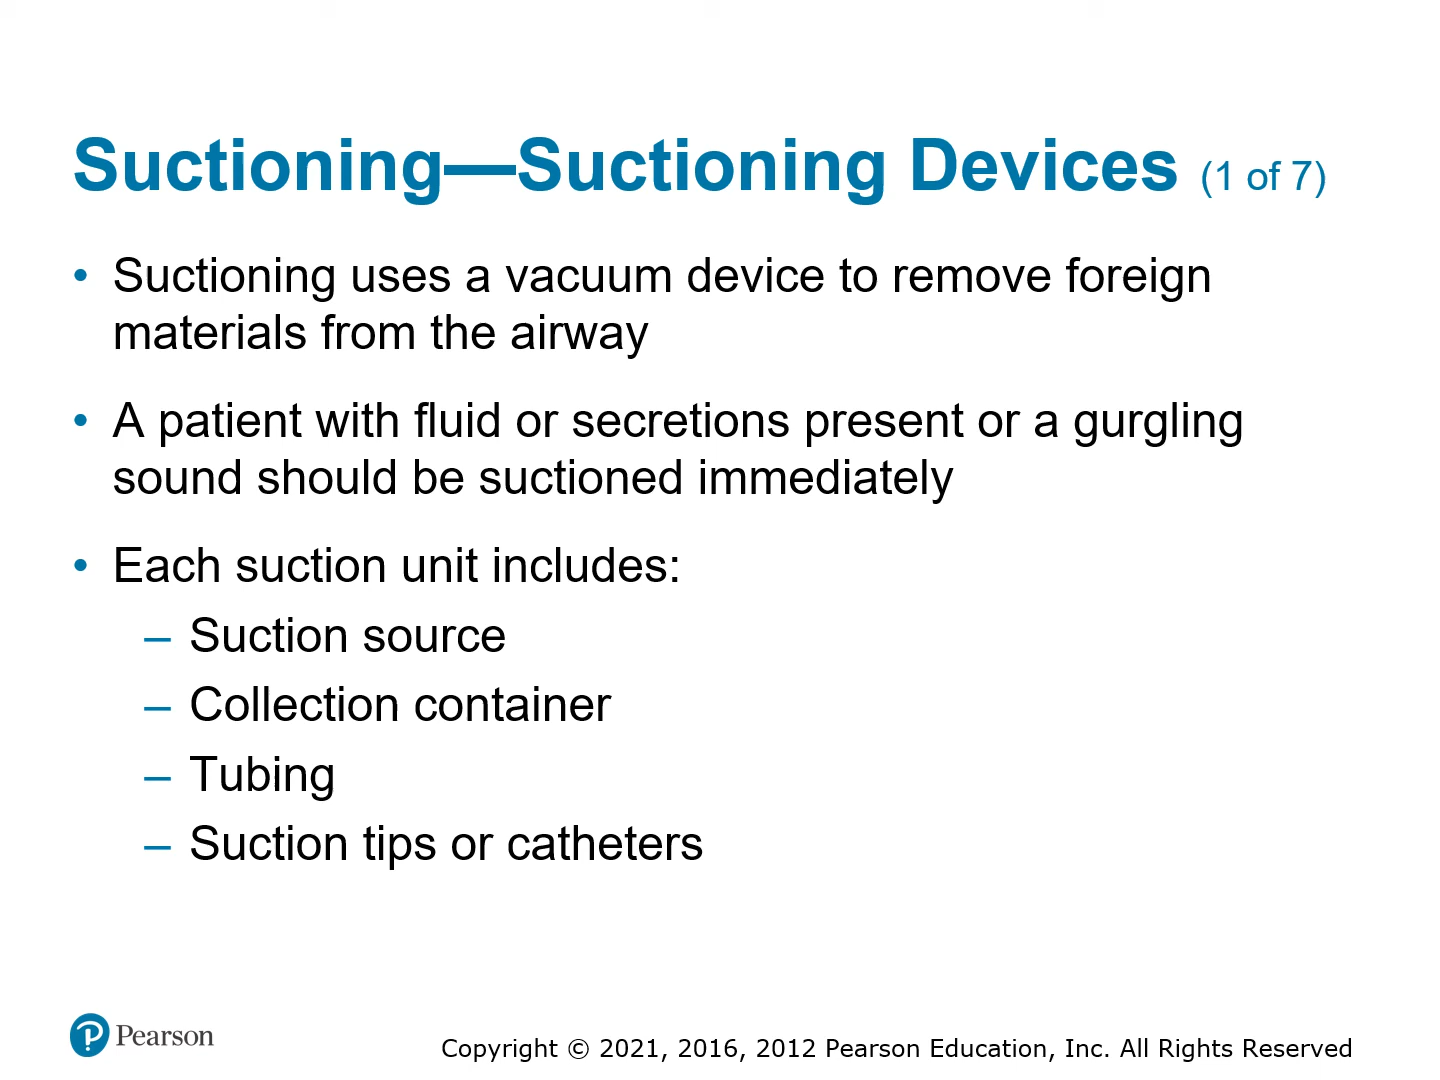 Suctioning—Suctioning Devices (1 of 7)
• Suctioning uses a vacuum device to remove foreign
materials from the airway
• A patient with fluid or secretions present or a gurgling
sound should be suctioned immediately
• Each suction unit includes:
– Suction source
– Collection container
– Tubing
– Suction tips or catheters
Pearson
Copyright © 2021, 2016, 2012 Pearson Education, Inc. All Rights Reserved